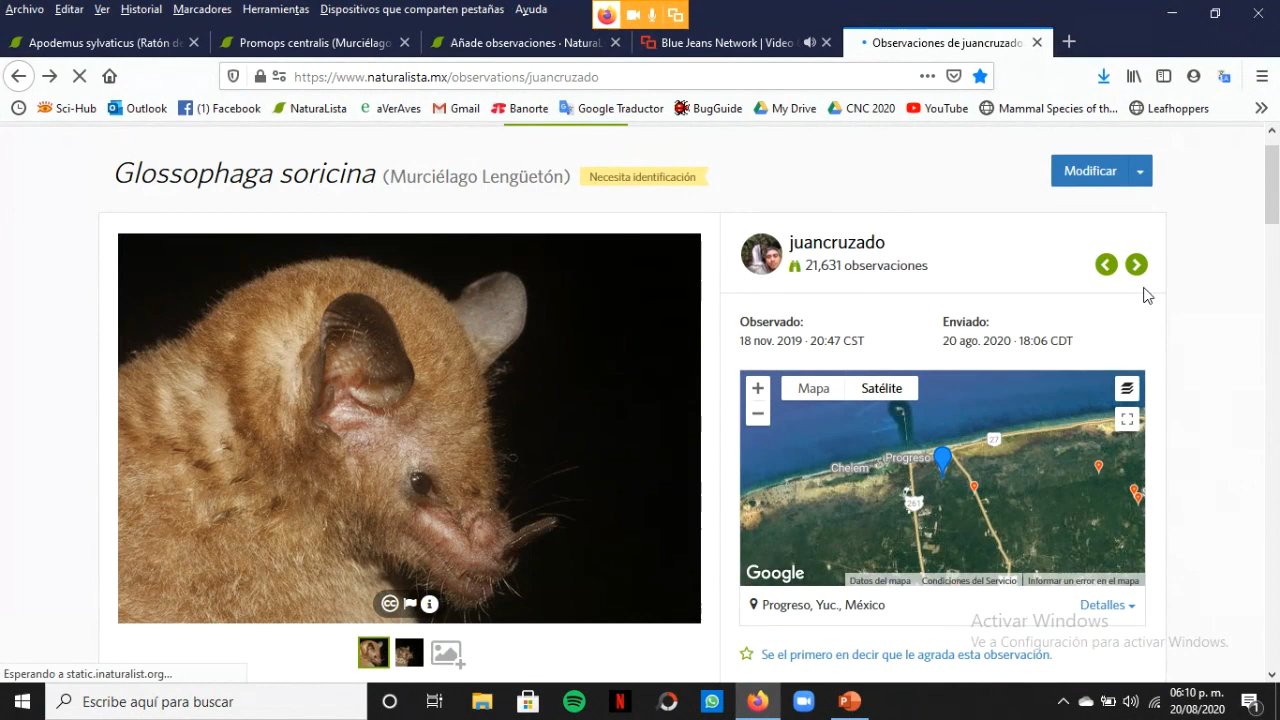 Archivo Editar Ver Historial Marcadores Herramientas Dispositivos que comparten pestañas Ayuda
Apodemus sylvaticus (Ratón de
Promops centralis (Murciélago
Añade observaciones · Natural
Blue Jeans Network | Video
Observaciones de juancruzado
https://www.naturalista.mx/observations/juancruzado
Sci-Hub Outlook (1) Facebook NaturaLista aVerAves Gmail Banorte Google Traductor BugGuide My Drive CNC 2020 YouTube Mammal Species of th... Leafhoppers
Glossophaga soricina (Murciélago Lengüetón) Necesita identificación
Modificar
juancruzado
21,631 observaciones
Observado: Enviado:
18 nov. 2019 · 20:47 CST 20 ago. 2020 · 18:06 CDT
Mapa Satélite
27
Progreso
Chelem
261
Google Datos del mapa Condiciones del Servicio Informar un error en el mapa
Progreso, Yuc., México Detalles
Activar Windows
Ve a Configuración para activar Windows.
Se el primero en decir que le agrada esta observación.
Esperando a static.inaturalist.org...
Escribe aquí para buscar
06:10 p. m.
20/08/2020
1